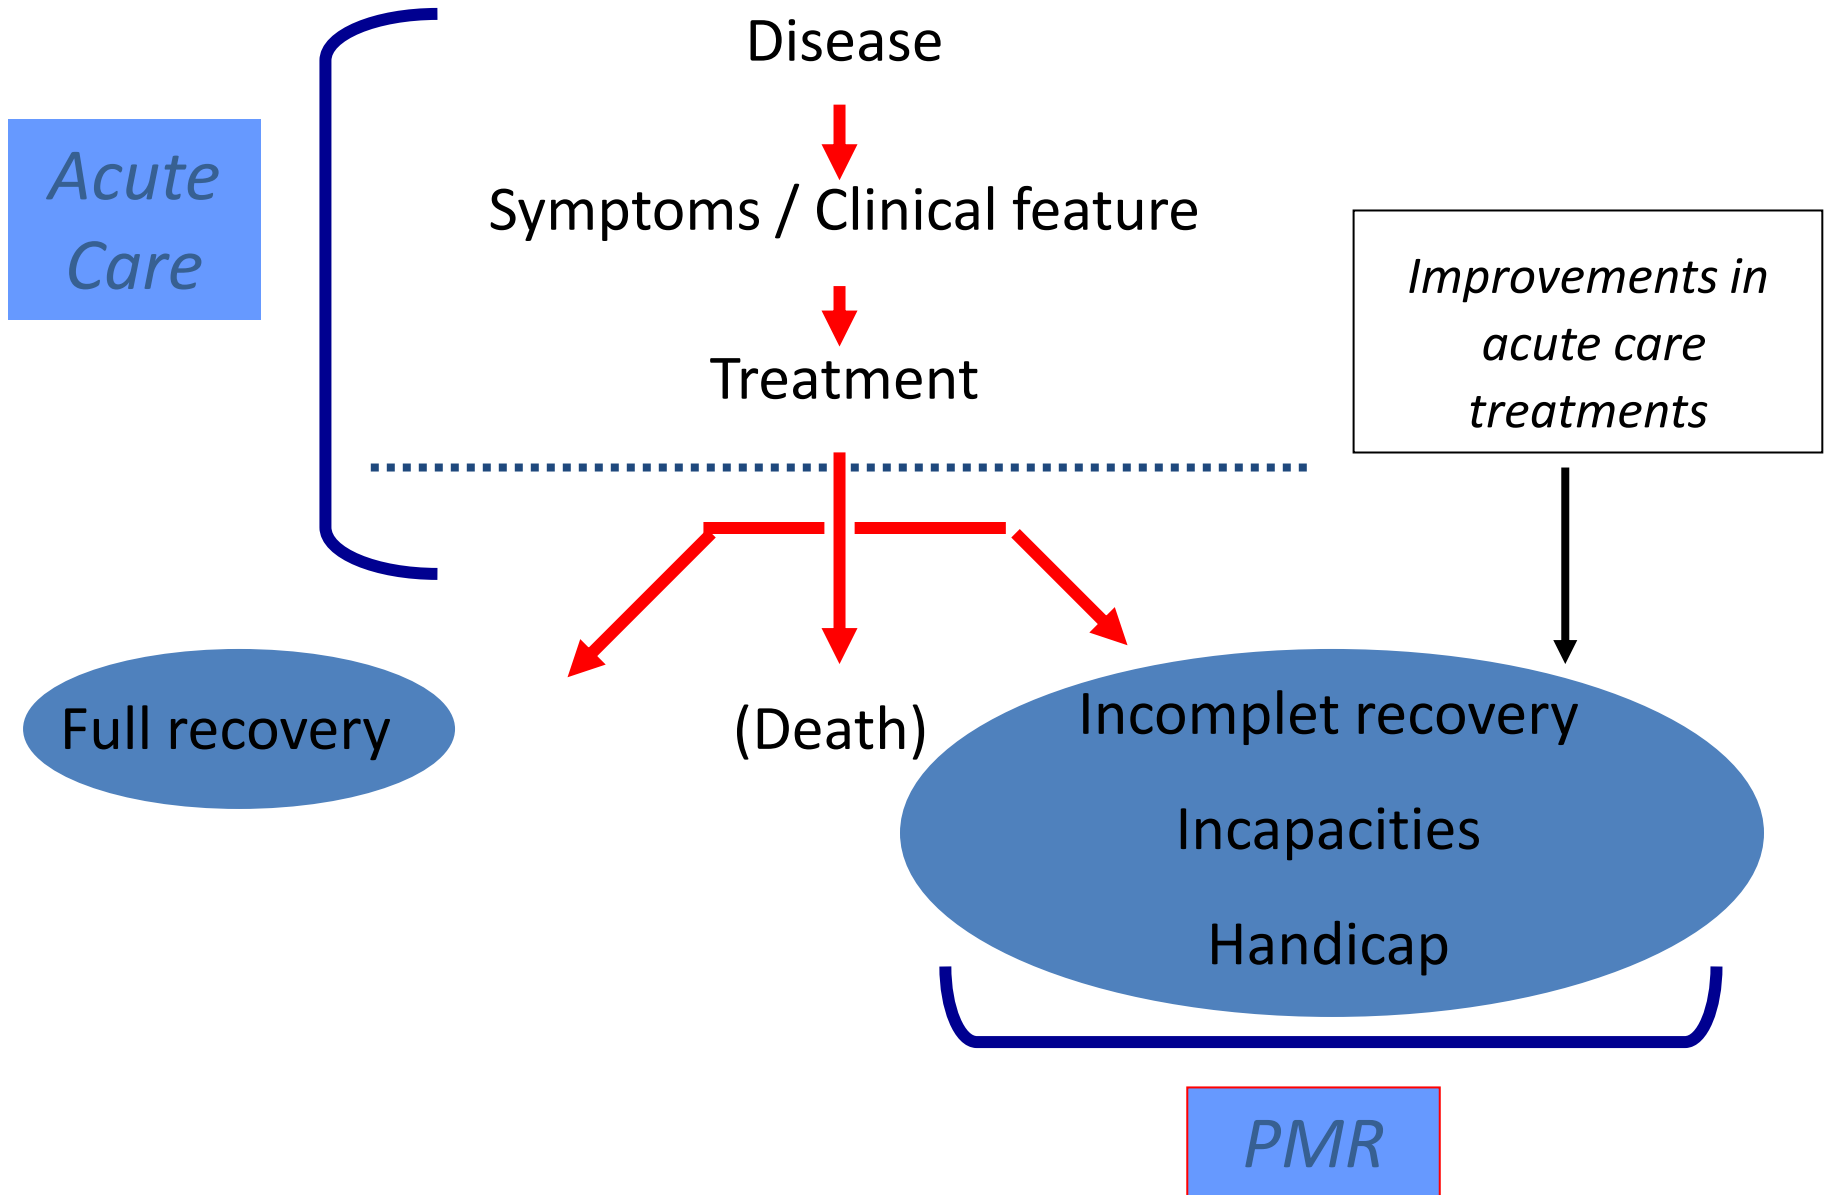 Disease
Acute
Care
Symptoms / Clinical feature
Improvements in
acute care
treatments
Treatment
Full recovery
(Death)
Incomplet recovery
Incapacities
Handicap
PMR